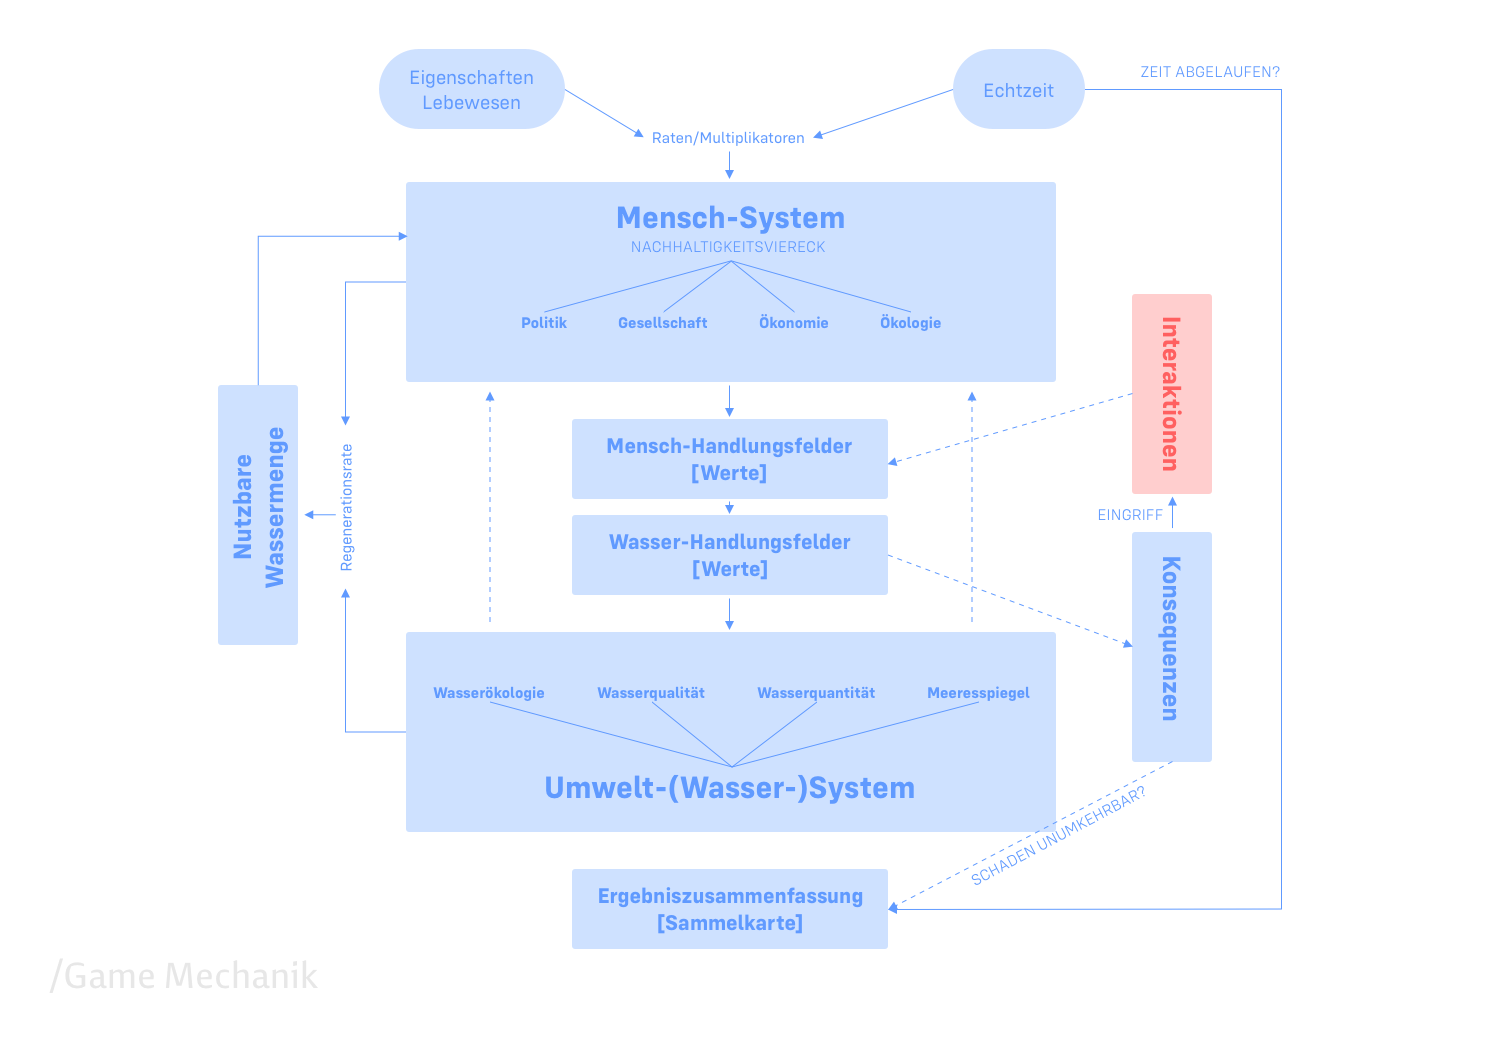 Eigenschaften
Lebewesen
Echtzeit
ZEIT ABGELAUFEN?
Raten/Multiplikatoren
Mensch-System
NACHHALTIGKEITSVIERECK
Politik
Gesellschaft
Ökonomie
Ökologie
Nutzbare
Wassermenge
Regenerationsrate
Mensch-Handlungsfelder
[Werte]
Wasser-Handlungsfelder
[Werte]
Interaktionen
EINGRIFF
Konsequenzen
Wasserökologie
Wasserqualität
Wasserquantität
Meeresspiegel
Umwelt-(Wasser-)System
SCHADEN UNUMKEHRBAR?
Ergebniszusammenfassung
[Sammelkarte]
/Game Mechanik